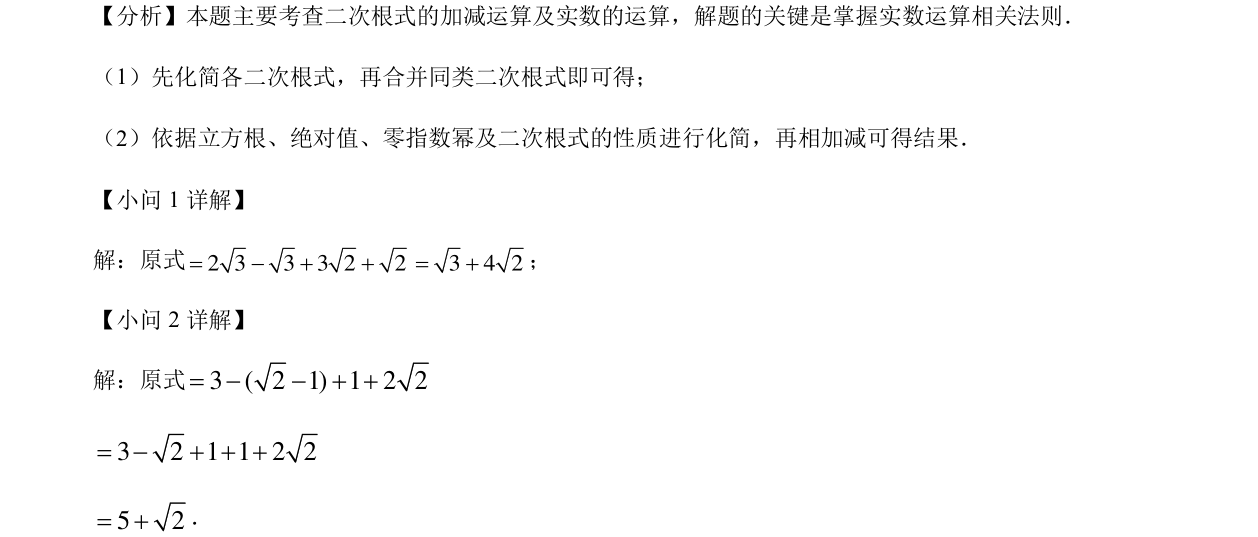 【分析】本题主要考查二次根式的加减运算及实数的运算，解题的关键是掌握实数运算相关法则．
（1）先化简各二次根式，再合并同类二次根式即可得；
（2）依据立方根、绝对值、零指数幂及二次根式的性质进行化简，再相加减可得结果．
【小问 1 详解】
解：原式=2√3−√3+3√2+√2=√3+4√2；
【小问 2 详解】
解：原式=3−(√2−1)+1+2√2
=3−√2+1+1+2√2
=5+√2．